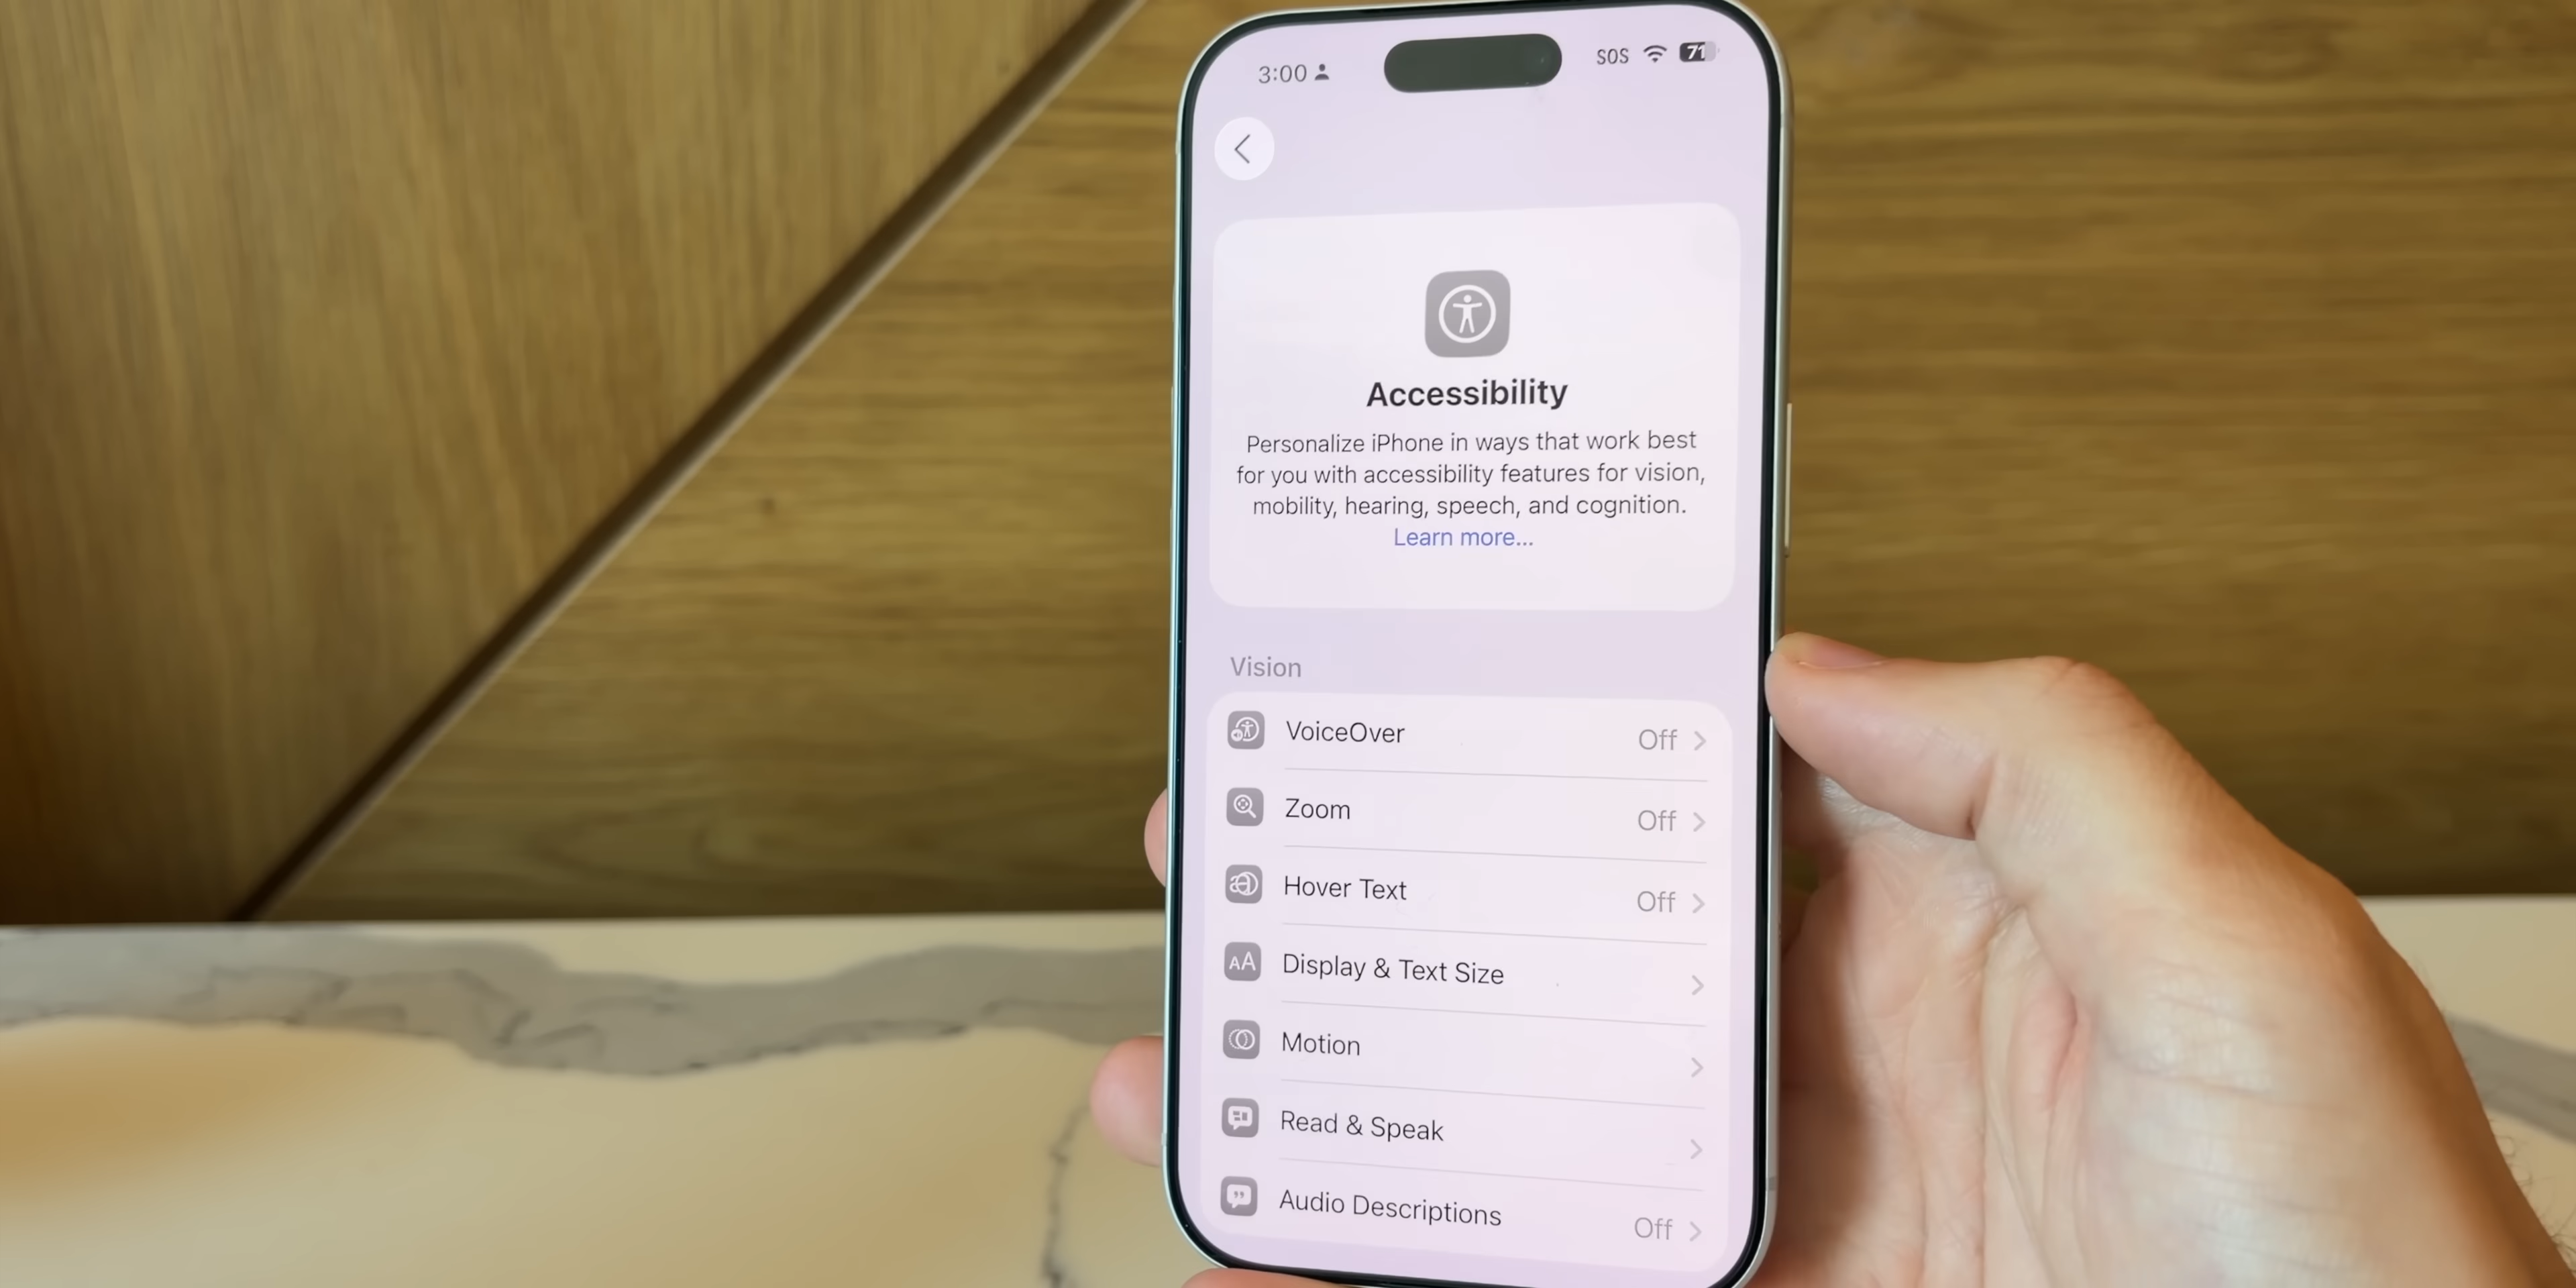 3:00
SOS
71
Accessibility
Personalize iPhone in ways that work best
for you with accessibility features for vision,
mobility, hearing, speech, and cognition.
Learn more...
Vision
VoiceOver Off
Zoom Off
Hover Text Off
AA Display & Text Size
Motion
Read & Speak
Audio Descriptions Off